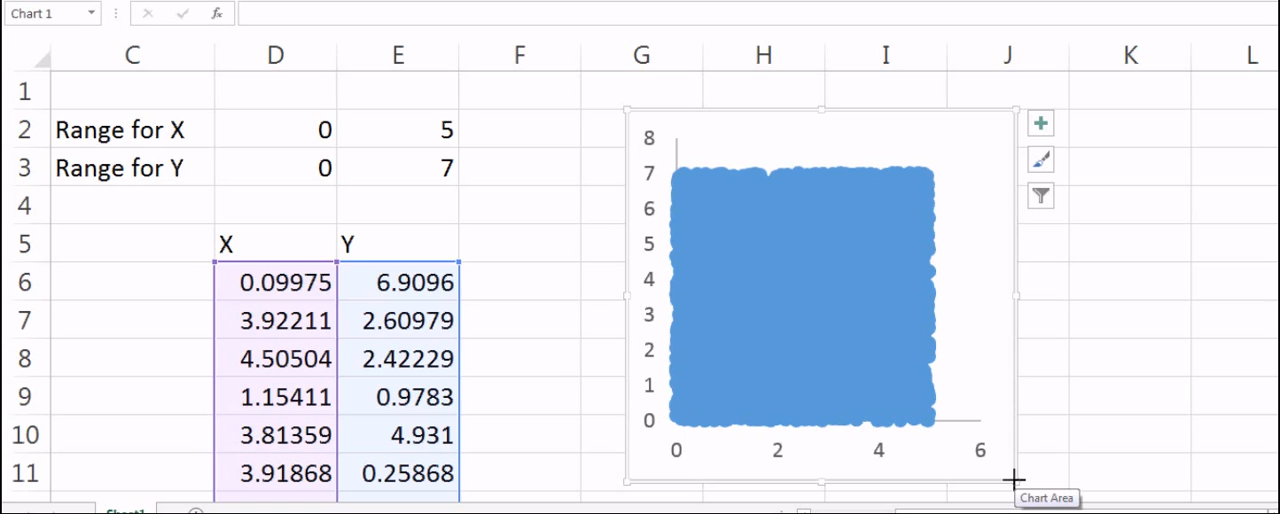 Chart 1 fx
C D E F G H I J K L
1
2 Range for X 0 5
3 Range for Y 0 7
4
5 X Y
6 0.09975 6.9096
7 3.92211 2.60979
8 4.50504 2.42229
9 1.15411 0.9783
10 3.81359 4.931
11 3.91868 0.25868
8
7
6
5
4
3
2
1
0
0 2 4 6
Chart Area
Sheet1